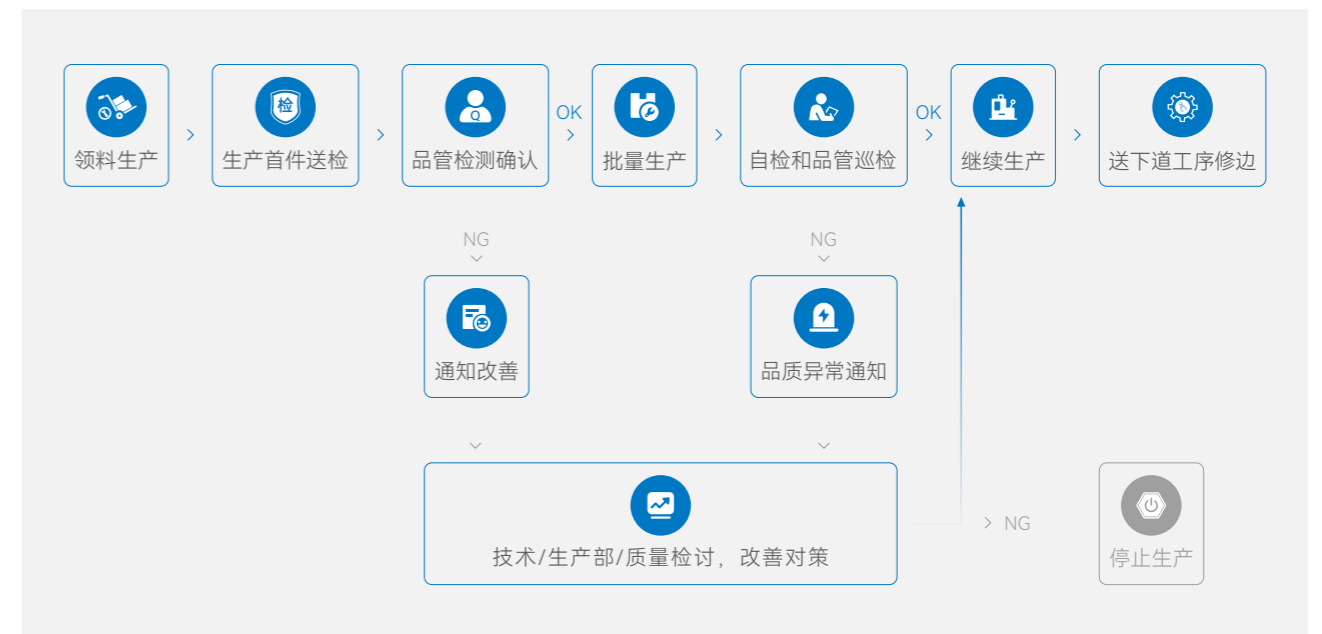 检
Q
OK
OK
领料生产
生产首件送检
品管检测确认
批量生产
自检和品管巡检
继续生产
送下道工序修边
NG
NG
通知改善
品质异常通知
NG
技术/生产部/质量检讨，改善对策
停止生产